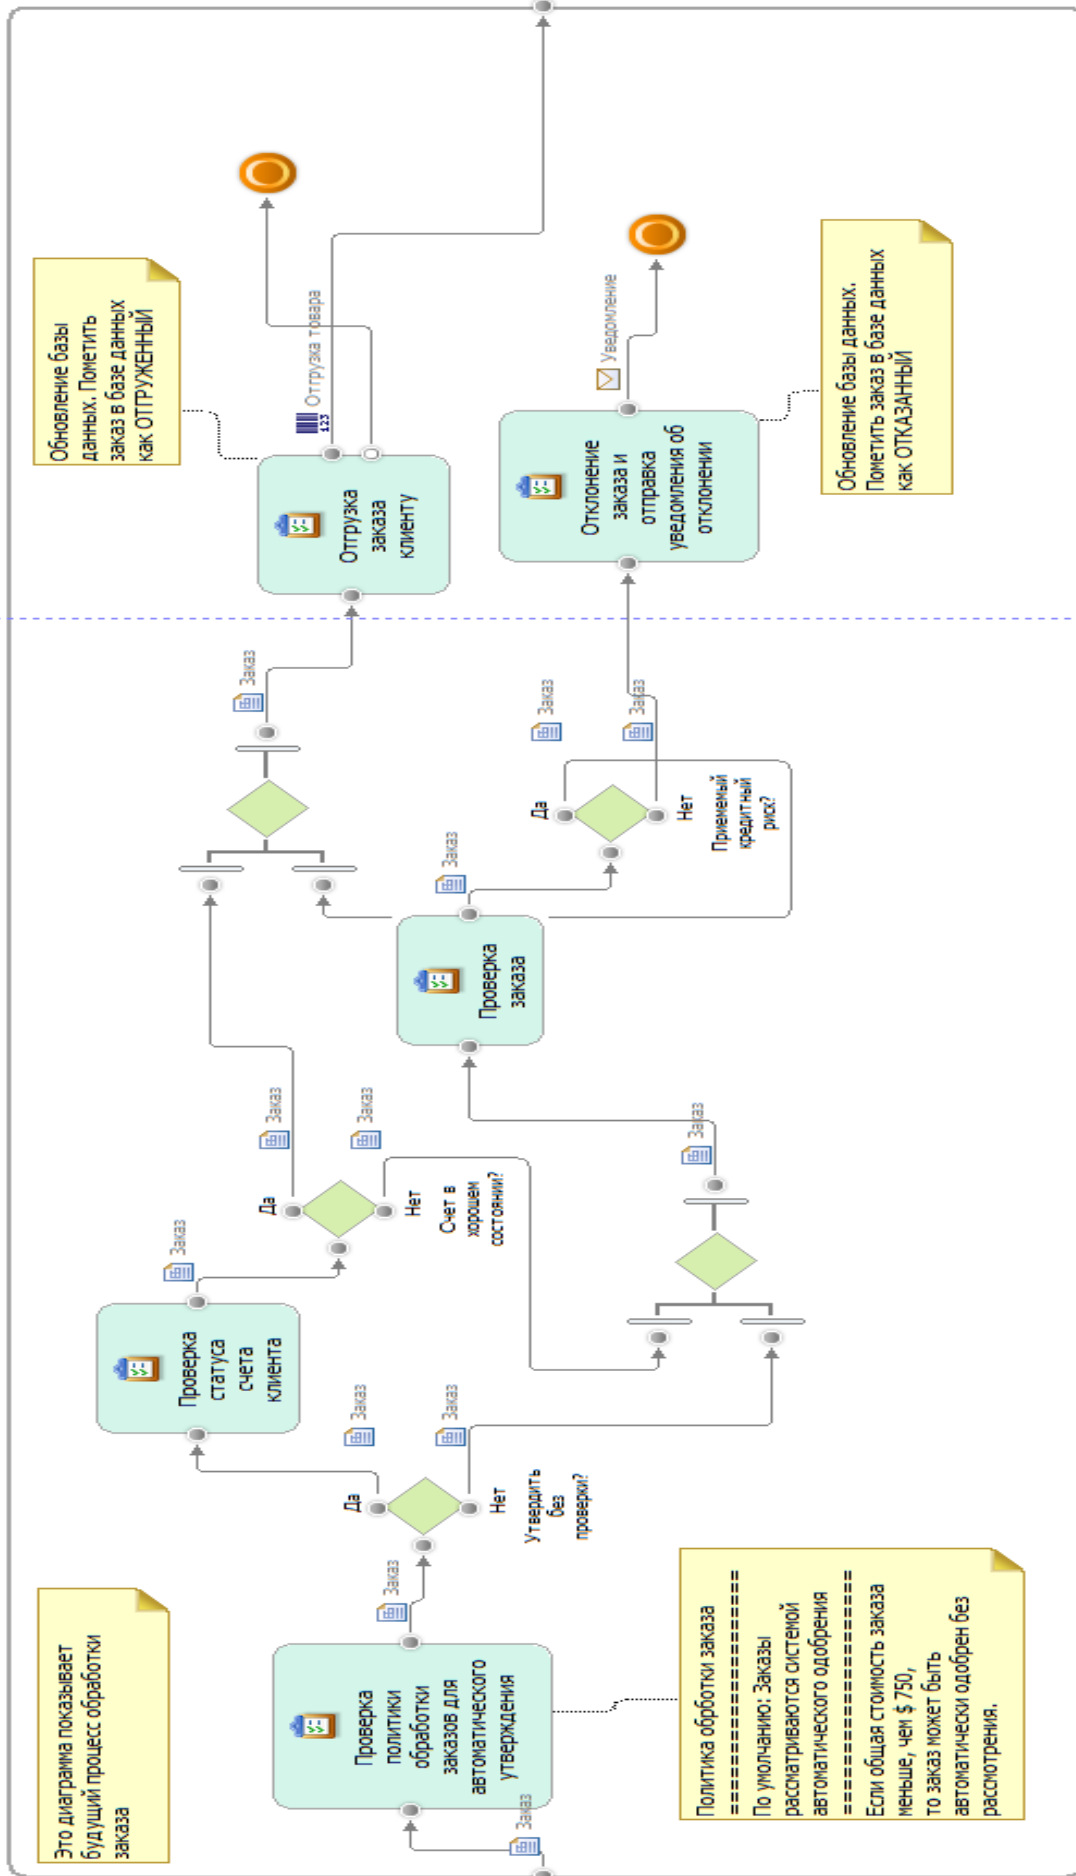 Это диаграмма показывает
будущий процесс обработки
заказа
Заказ
Проверка
политики
обработки
заказов для
автоматического
утверждения
Политика обрботки заказа
==========================
По умолчанию: Заказы
рассматриваются системой
автоматического одобрения
==========================
Если общая стоимость заказа
меньше, чем $ 750,
то заказ может быть
автоматически одобрен без
рассмотрения.
Заказ
Да
Нет
Утвердить
без
проверки?
Заказ
Заказ
Проверка
статуса
счета
клиента
Заказ
Да
Нет
Счет в
хорошем
состоянии?
Заказ
Заказ
Заказ
Проверка
заказа
Заказ
Да
Нет
Приемемый
кредитный
риск?
Заказ
Заказ
Заказ
Отгрузка
заказа
клиенту
123
Отгрузка товара
Обновление базы
данных. Пометить
заказ в базе данных
как ОТГРУЖЕННЫЙ
Отклонение
заказа и
отправка
уведомления об
отклонении
Уведомление
Обновление базы данных.
Пометить заказ в базе данных
как ОТКАЗАННЫЙ